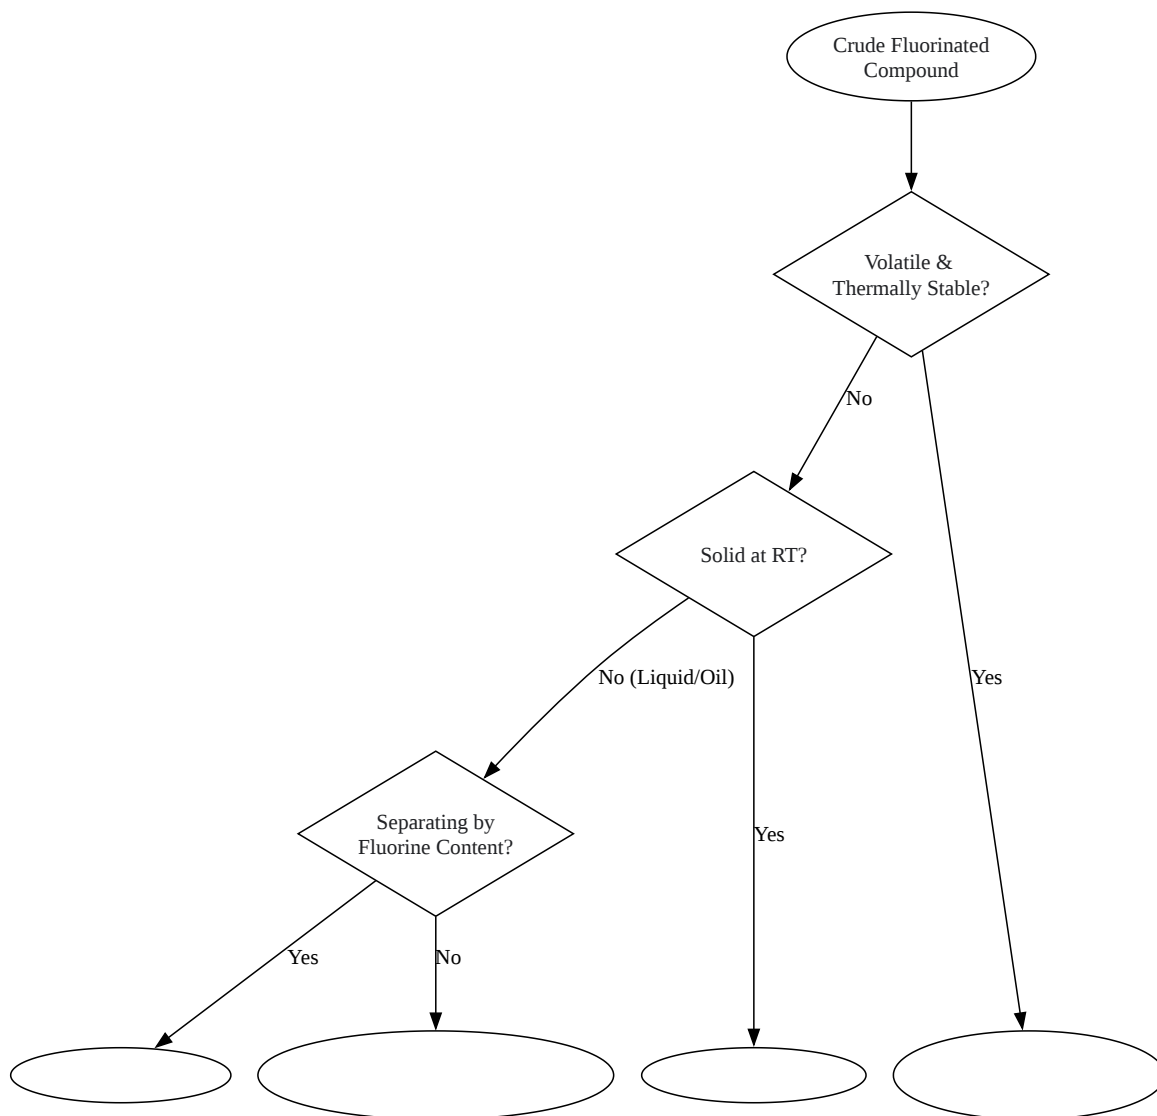 Crude Fluorinated
Compound
Volatile &
Thermally Stable?
No
Solid at RT?
No (Liquid/Oil)
Yes
Separating by
Fluorine Content?
Yes
Yes
No